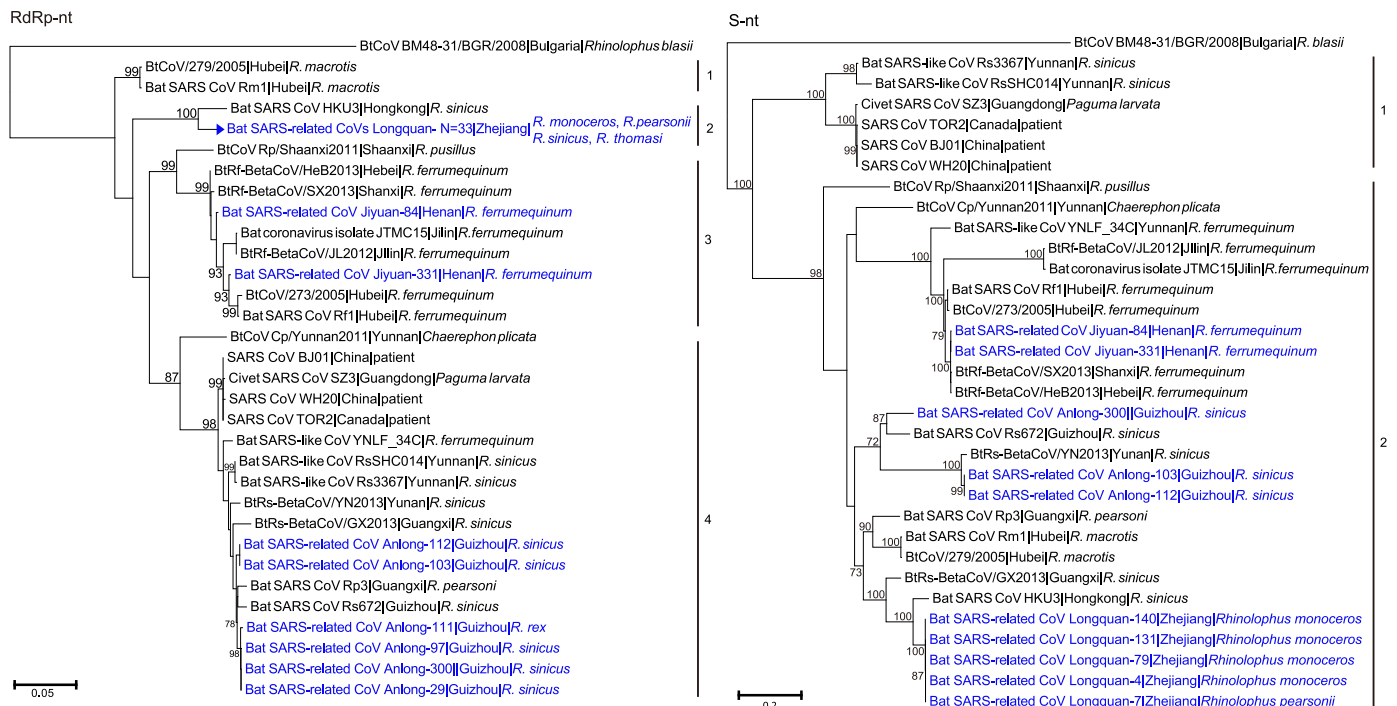 RdRp-nt
BtCoV BM48-31/BGR/2008|Bulgaria|Rhinolophus blasii
BtCoV/279/2005|Hubei|R. macrotis
99
Bat SARS CoV Rm1|Hubei|R. macrotis
1
Bat SARS CoV HKU3|Hongkong|R. sinicus
100
Bat SARS-related CoVs Longquan- N=33|Zhejiang|
R. monoceros, R.pearsonii
R. sinicus, R. thomasi
2
BtCoV Rp/Shaanxi2011|Shaanxi|R. pusillus
99
BtRf-BetaCoV/HeB2013|Hebei|R. ferrumequinum
99
BtRf-BetaCoV/SX2013|Shanxi|R. ferrumequinum
Bat SARS-related CoV Jiyuan-84|Henan|R. ferrumequinum
Bat coronavirus isolate JTMC15|Jilin|R. ferrumequinum
3
BtRf-BetaCoV/JL2012|JIlin|R. ferrumequinum
93
Bat SARS-related CoV Jiyuan-331|Henan|R. ferrumequinum
93
BtCoV/273/2005|Hubei|R. ferrumequinum
99
Bat SARS CoV Rf1|Hubei|R. ferrumequinum
BtCoV Cp/Yunnan2011|Yunnan|Chaerephon plicata
87
SARS CoV BJ01|China|patient
99
Civet SARS CoV SZ3|Guangdong|Paguma larvata
SARS CoV WH20|China|patient
98
SARS CoV TOR2|Canada|patient
Bat SARS-like CoV YNLF_34C|R. ferrumequinum
99
Bat SARS-like CoV RsSHC014|Yunnan|R. sinicus
Bat SARS-like CoV Rs3367|Yunnan|R. sinicus
BtRs-BetaCoV/YN2013|Yunan|R. sinicus
BtRs-BetaCoV/GX2013|Guangxi|R. sinicus
4
Bat SARS-related CoV Anlong-112|Guizhou|R. sinicus
Bat SARS-related CoV Anlong-103|Guizhou|R. sinicus
Bat SARS CoV Rp3|Guangxi|R. pearsoni
Bat SARS CoV Rs672|Guizhou|R. sinicus
78
Bat SARS-related CoV Anlong-111|Guizhou|R. rex
98
Bat SARS-related CoV Anlong-97|Guizhou|R. sinicus
Bat SARS-related CoV Anlong-300||Guizhou|R. sinicus
Bat SARS-related CoV Anlong-29|Guizhou|R. sinicus
0.05
S-nt
BtCoV BM48-31/BGR/2008|Bulgaria|R. blasii
Bat SARS-like CoV Rs3367|Yunnan|R. sinicus
98
Bat SARS-like CoV RsSHC014|Yunnan|R. sinicus
100
Civet SARS CoV SZ3|Guangdong|Paguma larvata
1
100
SARS CoV TOR2|Canada|patient
SARS CoV BJ01|China|patient
99
SARS CoV WH20|China|patient
100
BtCoV Rp/Shaanxi2011|Shaanxi|R. pusillus
BtCoV Cp/Yunnan2011|Yunnan|Chaerephon plicata
Bat SARS-like CoV YNLF_34C|Yunnan|R. ferrumequinum
100
BtRf-BetaCoV/JL2012|JIlin|R. ferrumequinum
100
Bat coronavirus isolate JTMC15|Jilin|R. ferrumequinum
98
Bat SARS CoV Rf1|Hubei|R. ferrumequinum
100
BtCoV/273/2005|Hubei|R. ferrumequinum
79
Bat SARS-related CoV Jiyuan-84|Henan|R. ferrumequinum
Bat SARS-related CoV Jiyuan-331|Henan|R. ferrumequinum
100
BtRf-BetaCoV/SX2013|Shanxi|R. ferrumequinum
BtRf-BetaCoV/HeB2013|Hebei|R. ferrumequinum
87
Bat SARS-related CoV Anlong-300||Guizhou|R. sinicus
72
Bat SARS CoV Rs672|Guizhou|R. sinicus
2
BtRs-BetaCoV/YN2013|Yunan|R. sinicus
100
Bat SARS-related CoV Anlong-103|Guizhou|R. sinicus
99
Bat SARS-related CoV Anlong-112|Guizhou|R. sinicus
Bat SARS CoV Rp3|Guangxi|R. pearsoni
90
Bat SARS CoV Rm1|Hubei|R. macrotis
100
BtCoV/279/2005|Hubei|R. macrotis
73
BtRs-BetaCoV/GX2013|Guangxi|R. sinicus
100
Bat SARS CoV HKU3|Hongkong|R. sinicus
100
Bat SARS-related CoV Longquan-140|Zhejiang|Rhinolophus monoceros
Bat SARS-related CoV Longquan-131|Zhejiang|Rhinolophus monoceros
100
Bat SARS-related CoV Longquan-79|Zhejiang|Rhinolophus monoceros
87
Bat SARS-related CoV Longquan-4|Zhejiang|Rhinolophus monoceros
Bat SARS-related CoV Longquan-7|Zhejiang|Rhinolophus pearsonii
0.2